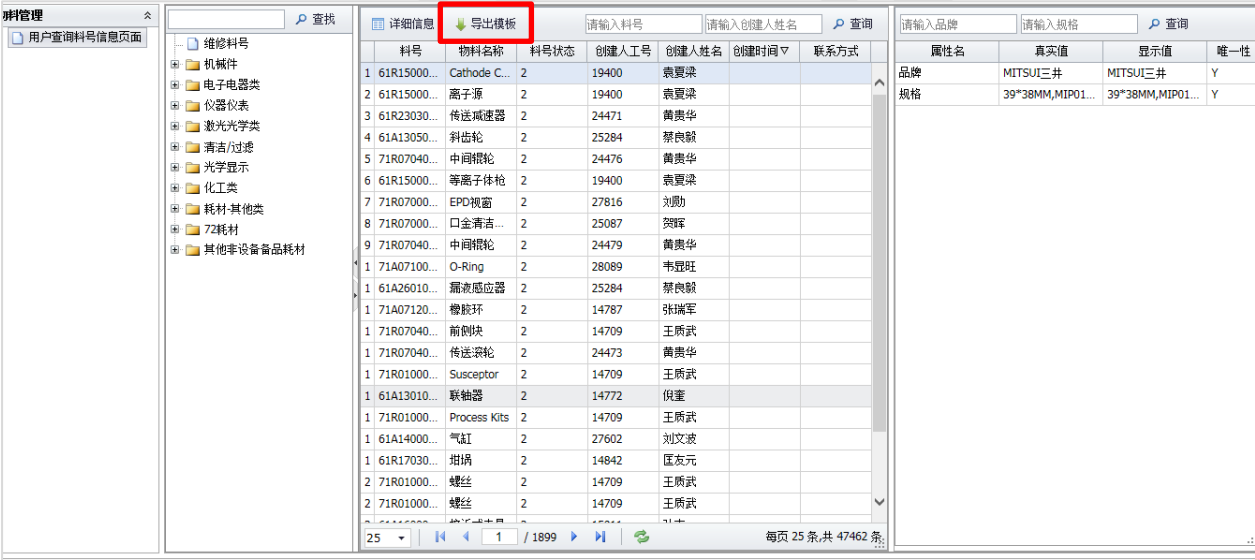 料管理
用户查询料号信息页面
查找
维修料号
机械件
电子电器类
仪器仪表
激光光学类
清洁/过滤
光学显示
化工类
耗材-其他类
72耗材
其他非设备备品耗材
详细信息 导出模板 请输入料号 请输入创建人姓名 查询
料号 物料名称 料号状态 创建人工号 创建人姓名 创建时间▽ 联系方式
1 61R15000... Cathode C... 2 19400 袁夏梁
2 61R15000... 离子源 2 19400 袁夏梁
3 61R23030... 传送减速器 2 24471 黄贵华
4 61A13050... 斜齿轮 2 25284 蔡良毅
5 71R07040... 中间辊轮 2 24476 黄贵华
6 61R15000... 等离子体枪 2 19400 袁夏梁
7 71R07000... EPD视窗 2 27816 刘勋
8 71R07000... 口金清洁... 2 25087 贺晖
9 71R07040... 中间辊轮 2 24479 黄贵华
1 71A07100... O-Ring 2 28089 韦显旺
1 61A26010... 漏液感应器 2 25284 蔡良毅
1 71A07120... 橡胶环 2 14787 张瑞军
1 71R07040... 前侧块 2 14709 王质武
1 71R07040... 传送滚轮 2 24473 黄贵华
1 71R01000... Susceptor 2 14709 王质武
1 61A13010... 联轴器 2 14772 倪奎
1 71R01000... Process Kits 2 14709 王质武
1 61A14000... 气缸 2 27602 刘文波
1 61R17030... 坩埚 2 14842 匡友元
2 71R01000... 螺丝 2 14709 王质武
2 71R01000... 螺丝 2 14709 王质武
25 1 / 1899 每页 25 条,共 47462 条
请输入品牌 请输入规格 查询
属性名 真实值 显示值 唯一性
品牌 MITSUI三井 MITSUI三井 Y
规格 39*38MM,MIP01... 39*38MM,MIP01... Y